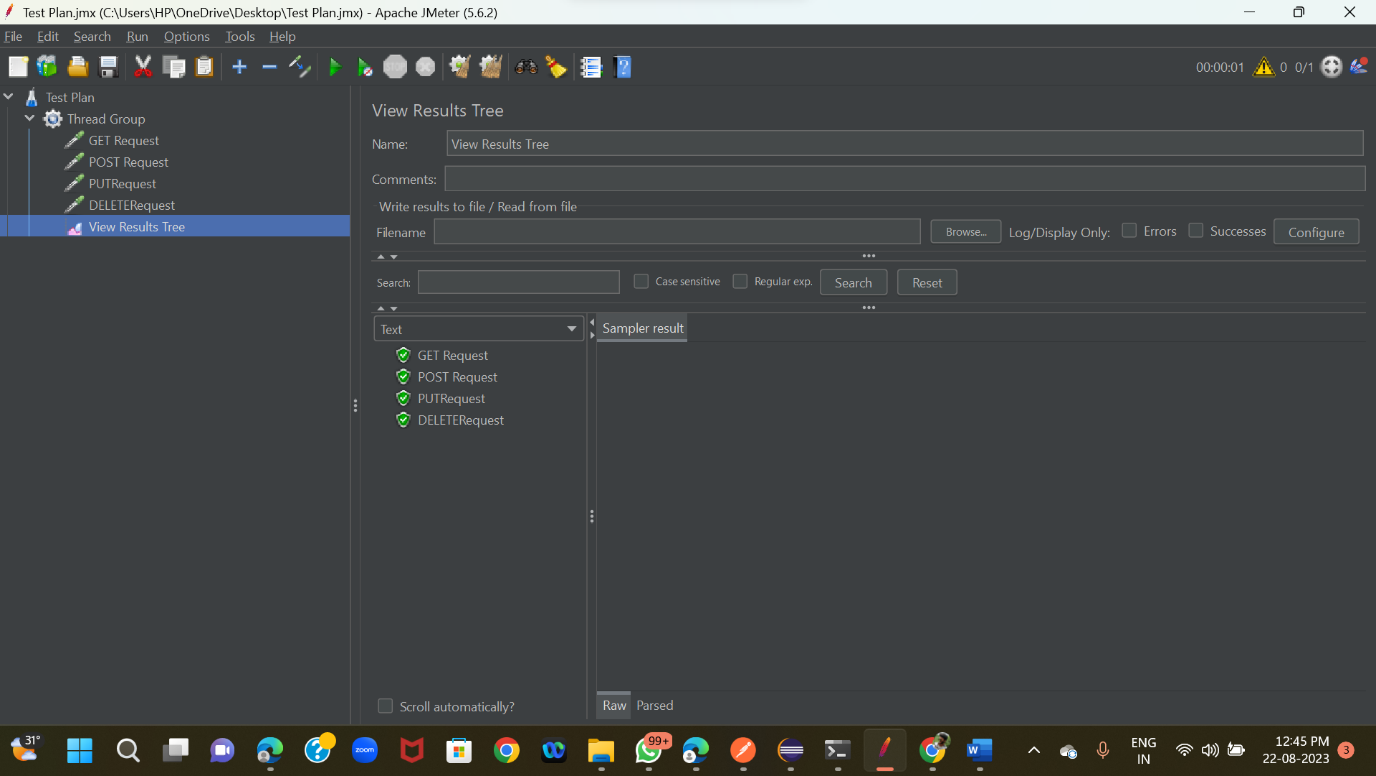 Test Plan.jmx (C:\Users\HP\OneDrive\Desktop\Test Plan.jmx) - Apache JMeter (5.6.2)
File Edit Search Run Options Tools Help
00:00:01 0 0/1
Test Plan
Thread Group
GET Request
POST Request
PUTRequest
DELETERequest
View Results Tree
View Results Tree
Name: View Results Tree
Comments:
Write results to file / Read from file
Filename Browse... Log/Display Only: Errors Successes Configure
Search: Case sensitive Regular exp. Search Reset
Text
GET Request
POST Request
PUTRequest
DELETERequest
Scroll automatically?
Sampler result
Raw Parsed
31° zoom 99+ W ENG 12:45 PM 3
IN 22-08-2023